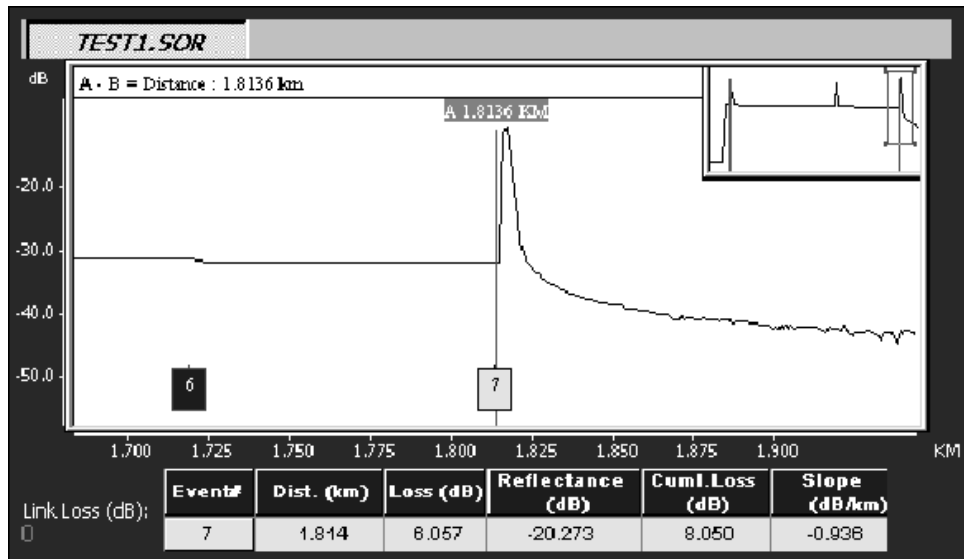 TEST1.SOR
dB
A - B = Distance : 1.8136 km
A 1.8136 KM
-20.0
-30.0
-40.0
-50.0
6
7
1.700 1.725 1.750 1.775 1.800 1.825 1.850 1.875 1.900 KM
Link Loss (dB):
0
Event# Dist. (km) Loss (dB) Reflectance (dB) Cuml.Loss (dB) Slope (dB/km)
7 1.814 6.057 -20.273 8.050 -0.936